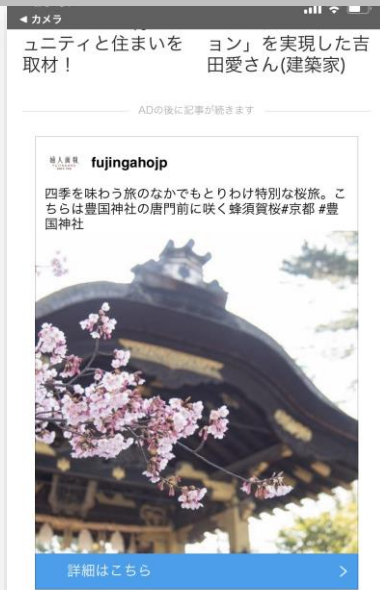 ◀ カメラ
ュニティと住まいを
取材！
ョン」を実現した吉
田愛さん(建築家)
ADの後に記事が続きます
婦人画報
fujingahojp
四季を味わう旅のなかでもとりわけ特別な桜旅。こ
ちらは豊国神社の唐門前に咲く蜂須賀桜#京都 #豊
国神社
詳細はこちら